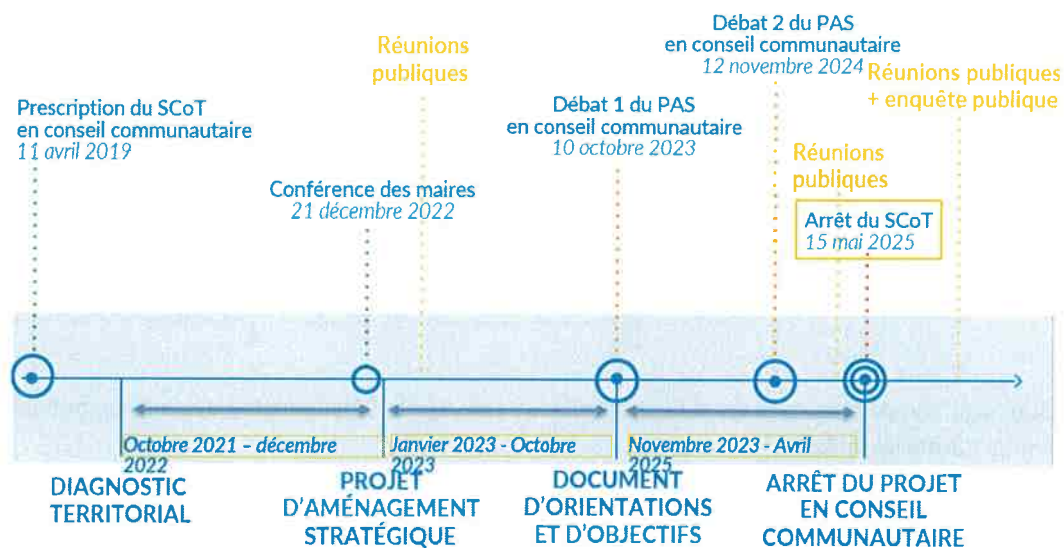 Débat 2 du PAS
en conseil communautaire
12 novembre 2024
Réunions
publiques
Réunions publiques
+ enquête publique
Prescription du SCoT
en conseil communautaire
11 avril 2019
Débat 1 du PAS
en conseil communautaire
10 octobre 2023
Réunions
publiques
Conférence des maires
21 décembre 2022
Arrêt du SCoT
15 mai 2025
Octobre 2021 – décembre
2022
Janvier 2023 - Octobre
2023
Novembre 2023 - Avril
2025
DIAGNOSTIC
TERRITORIAL
PROJET
D'AMÉNAGEMENT
STRATÉGIQUE
DOCUMENT
D'ORIENTATIONS
ET D'OBJECTIFS
ARRÊT DU PROJET
EN CONSEIL
COMMUNAUTAIRE